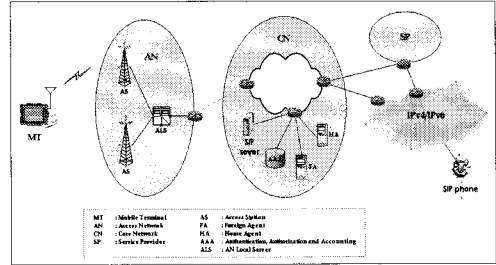 AN
CN
SP
AS
MT
ALS
AS
SIP
server
HA
AAA
FA
IPv4/IPv6
SIP phone
MT : Mobile Terminal
AN : Access Network
CN : Core Network
SP : Service Provider
AS : Access Station
FA : Foreign Agent
HA : Home Agent
AAA : Authentication, Authorization and Accounting
ALS : AN Local Server